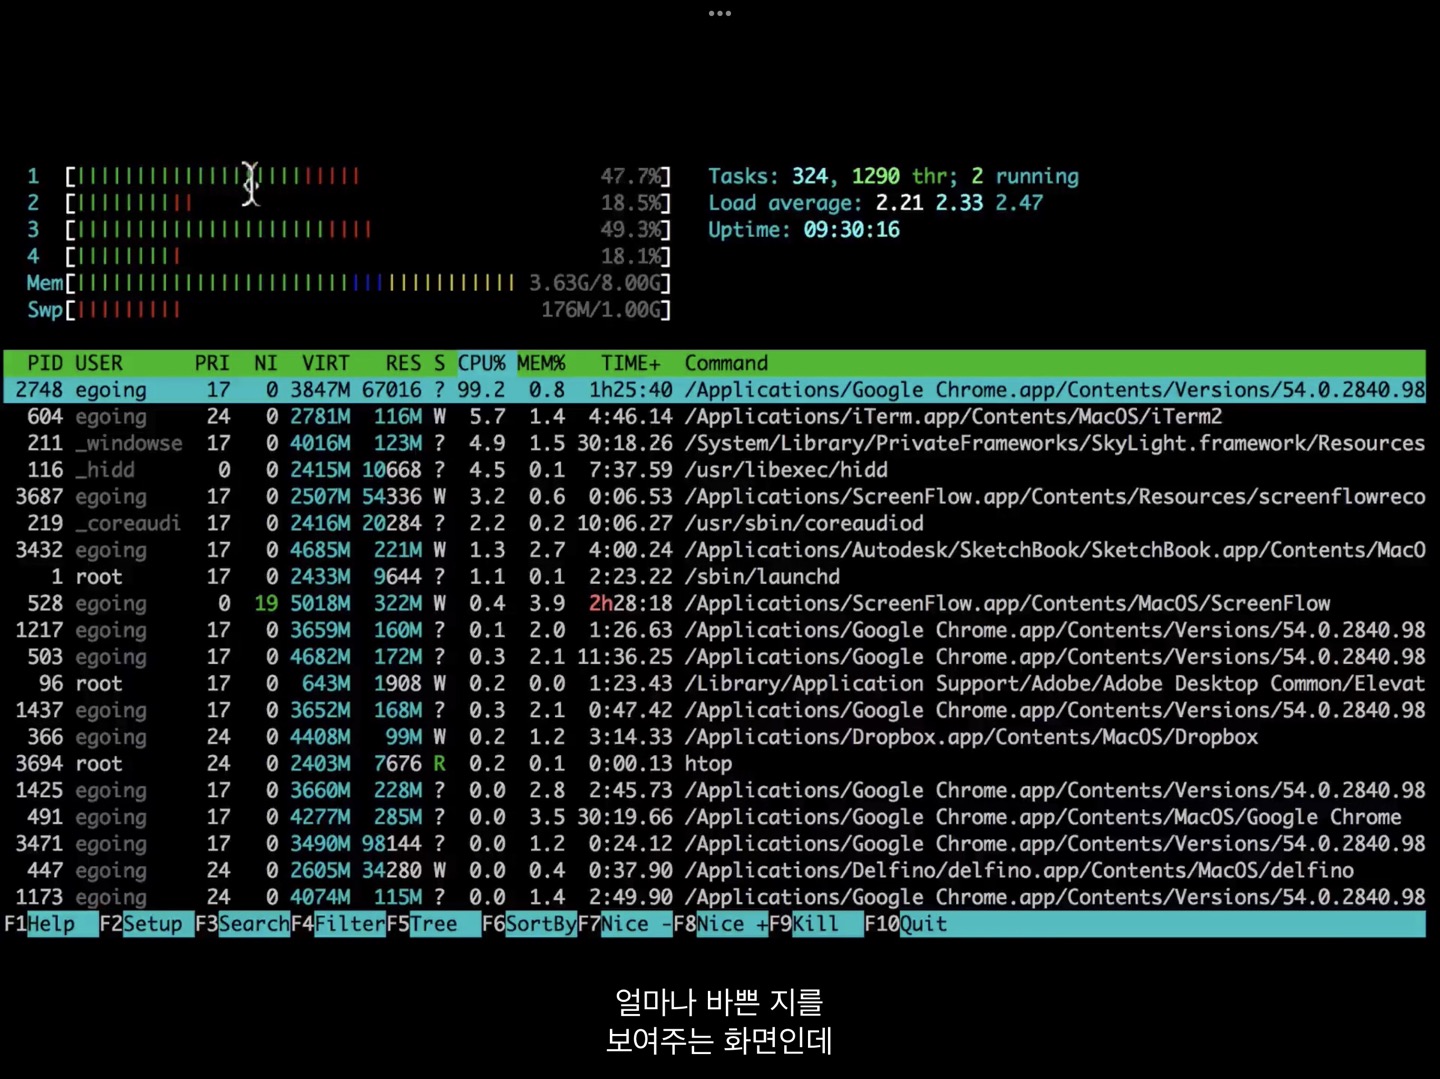 1 [||||||||||||||||||||||||||||||| 47.7%] Tasks: 324, 1290 thr; 2 running
2 [||||||||||| 18.5%] Load average: 2.21 2.33 2.47
3 [|||||||||||||||||||||||||||||| 49.3%] Uptime: 09:30:16
4 [|||||||||| 18.1%]
Mem[||||||||||||||||||||||||||||||||||||||||||| 3.63G/8.00G]
Swp[||||||||| 176M/1.00G]
PID USER PRI NI VIRT RES S CPU% MEM% TIME+ Command
2748 egoing 17 0 3847M 67016 ? 99.2 0.8 1h25:40 /Applications/Google Chrome.app/Contents/Versions/54.0.2840.98
604 egoing 24 0 2781M 116M W 5.7 1.4 4:46.14 /Applications/iTerm.app/Contents/MacOS/iTerm2
211 _windowse 17 0 4016M 123M ? 4.9 1.5 30:18.26 /System/Library/PrivateFrameworks/SkyLight.framework/Resources
116 _hidd 0 0 2415M 10668 ? 4.5 0.1 7:37.59 /usr/libexec/hidd
3687 egoing 17 0 2507M 54336 W 3.2 0.6 0:06.53 /Applications/ScreenFlow.app/Contents/Resources/screenflowreco
219 _coreaudi 17 0 2416M 20284 ? 2.2 0.2 10:06.27 /usr/sbin/coreaudiod
3432 egoing 17 0 4685M 221M W 1.3 2.7 4:00.24 /Applications/Autodesk/SketchBook/SketchBook.app/Contents/MacO
1 root 17 0 2433M 9644 ? 1.1 0.1 2:23.22 /sbin/launchd
528 egoing 0 19 5018M 322M W 0.4 3.9 2h28:18 /Applications/ScreenFlow.app/Contents/MacOS/ScreenFlow
1217 egoing 17 0 3659M 160M ? 0.1 2.0 1:26.63 /Applications/Google Chrome.app/Contents/Versions/54.0.2840.98
503 egoing 17 0 4682M 172M ? 0.3 2.1 11:36.25 /Applications/Google Chrome.app/Contents/Versions/54.0.2840.98
96 root 17 0 643M 1908 W 0.2 0.0 1:23.43 /Library/Application Support/Adobe/Adobe Desktop Common/Elevat
1437 egoing 17 0 3652M 168M ? 0.3 2.1 0:47.42 /Applications/Google Chrome.app/Contents/Versions/54.0.2840.98
366 egoing 24 0 4408M 99M W 0.2 1.2 3:14.33 /Applications/Dropbox.app/Contents/MacOS/Dropbox
3694 root 24 0 2403M 7676 R 0.2 0.1 0:00.13 htop
1425 egoing 17 0 3660M 228M ? 0.0 2.8 2:45.73 /Applications/Google Chrome.app/Contents/Versions/54.0.2840.98
491 egoing 17 0 4277M 285M ? 0.0 3.5 30:19.66 /Applications/Google Chrome.app/Contents/MacOS/Google Chrome
3471 egoing 17 0 3490M 98144 ? 0.0 1.2 0:24.12 /Applications/Google Chrome.app/Contents/Versions/54.0.2840.98
447 egoing 24 0 2605M 34280 W 0.0 0.4 0:37.90 /Applications/Delfino/delfino.app/Contents/MacOS/delfino
1173 egoing 24 0 4074M 115M ? 0.0 1.4 2:49.90 /Applications/Google Chrome.app/Contents/Versions/54.0.2840.98
F1Help F2Setup F3SearchF4FilterF5Tree F6SortByF7Nice -F8Nice +F9Kill F10Quit
얼마나 바쁜 지를
보여주는 화면인데